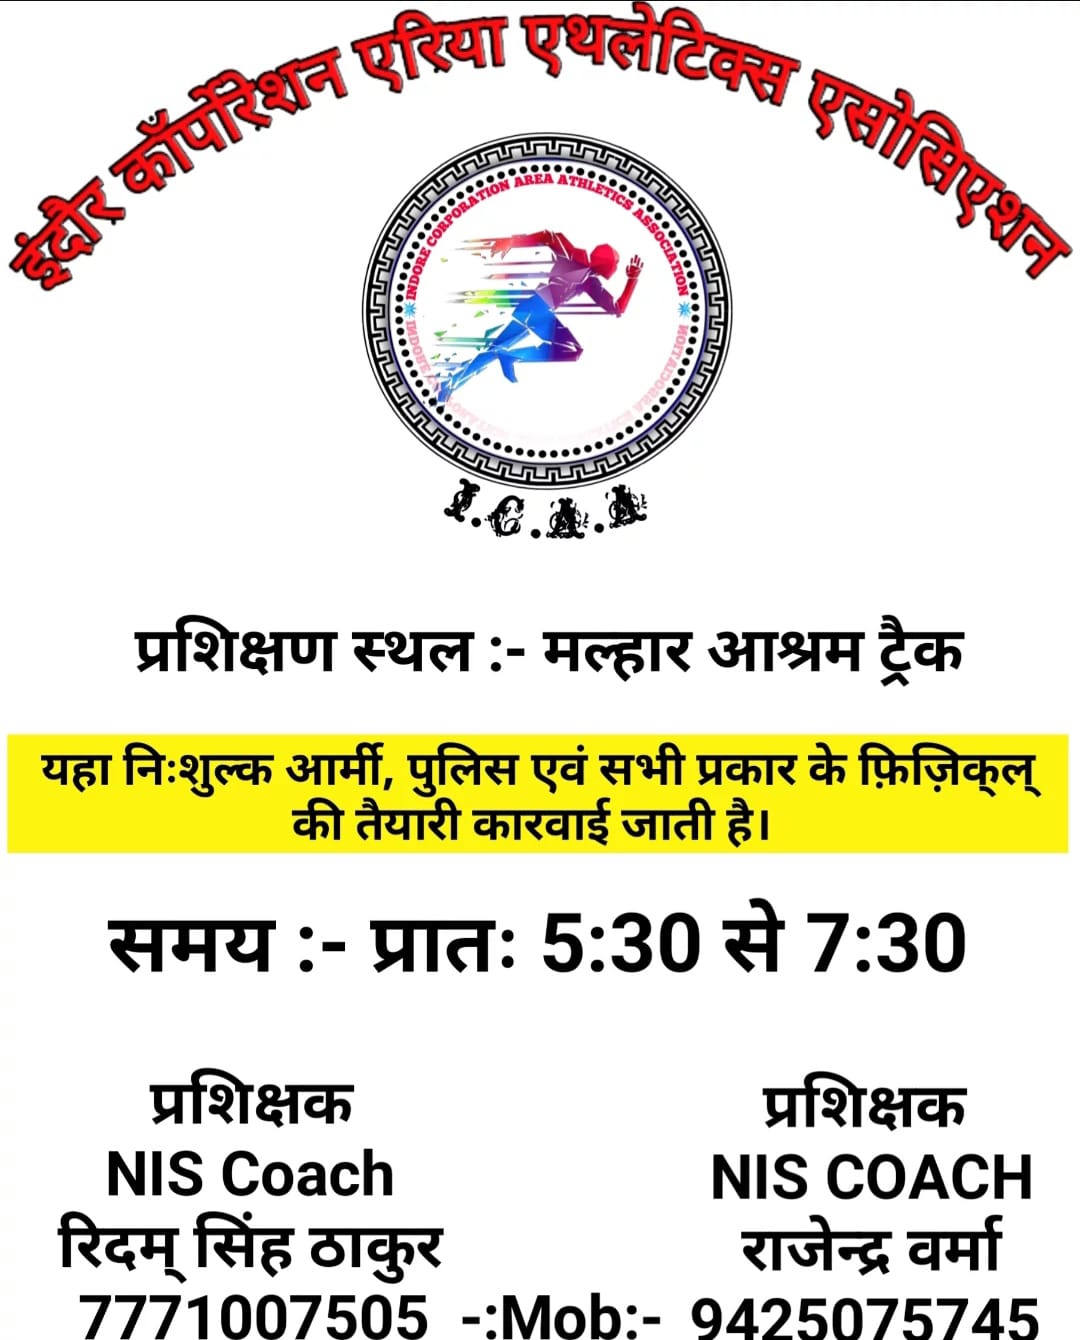 इंदौर कॉर्पोरेशन एरिया एथलेटिक्स एसोसिएशन
INDORE CORPORATION AREA ATHLETICS ASSOCIATION
I.C.A.A
प्रशिक्षण स्थल :- मल्हार आश्रम ट्रैक
यहा निःशुल्क आर्मी, पुलिस एवं सभी प्रकार के फ़िज़िक्ल्
की तैयारी कारवाई जाती है।
समय :- प्रातः 5:30 से 7:30
प्रशिक्षक प्रशिक्षक
NIS Coach NIS COACH
रिदम् सिंह ठाकुर राजेन्द्र वर्मा
7771007505 -:Mob:- 9425075745